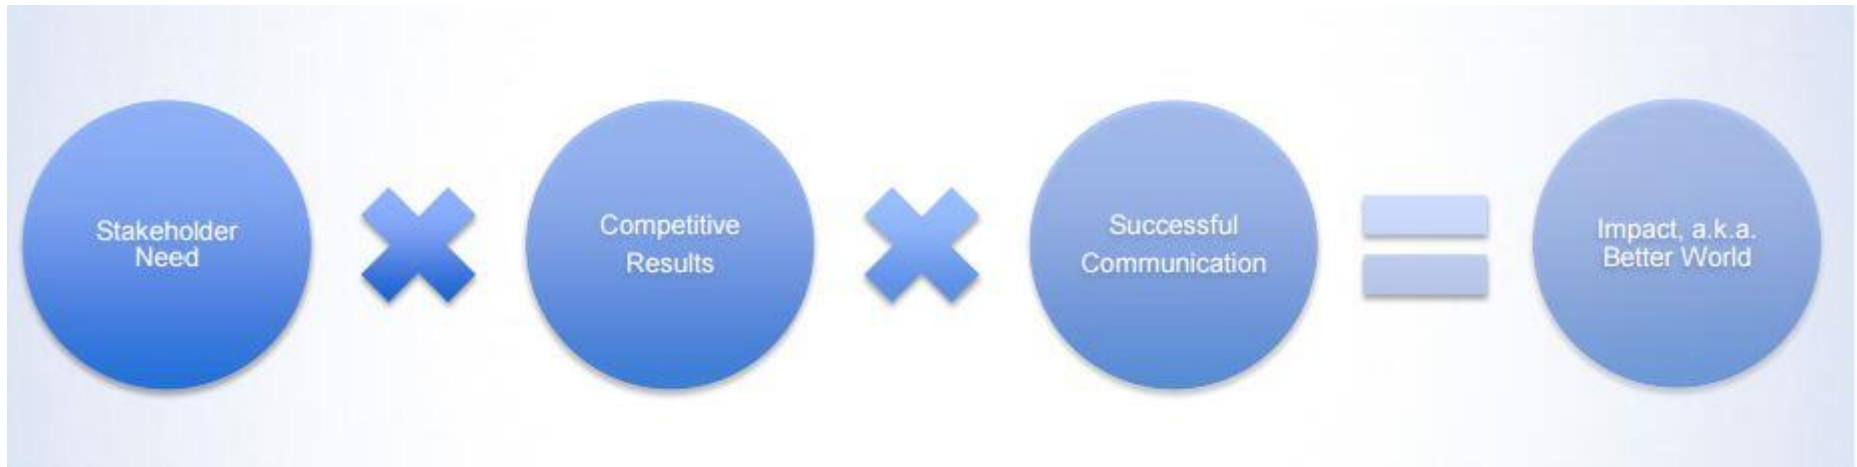 Stakeholder
Need
Competitive
Results
Successful
Communication
Impact, a.k.a.
Better World